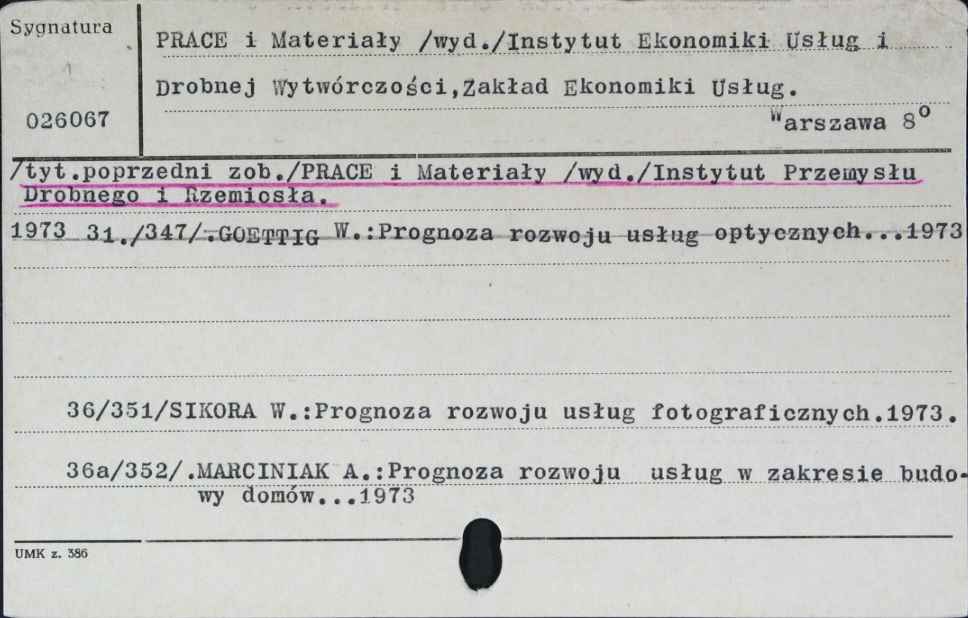 Sygnatura
026067
PRACE i Materiały /wyd./Instytut Ekonomiki Usług i
Drobnej Wytwórczości,Zakład Ekonomiki Usług.
Warszawa 8º
/tyt.poprzedni zob./PRACE i Materiały /wyd./Instytut Przemysłu
Drobnego i Rzemiosła.
1973 31./347/.GOETTIG W.:Prognoza rozwoju usług optycznych...1973
36/351/SIKORA W.:Prognoza rozwoju usług fotograficznych.1973.
36a/352/.MARCINIAK A.:Prognoza rozwoju usług w zakresie budo-
wy domów...1973
UMK z. 386